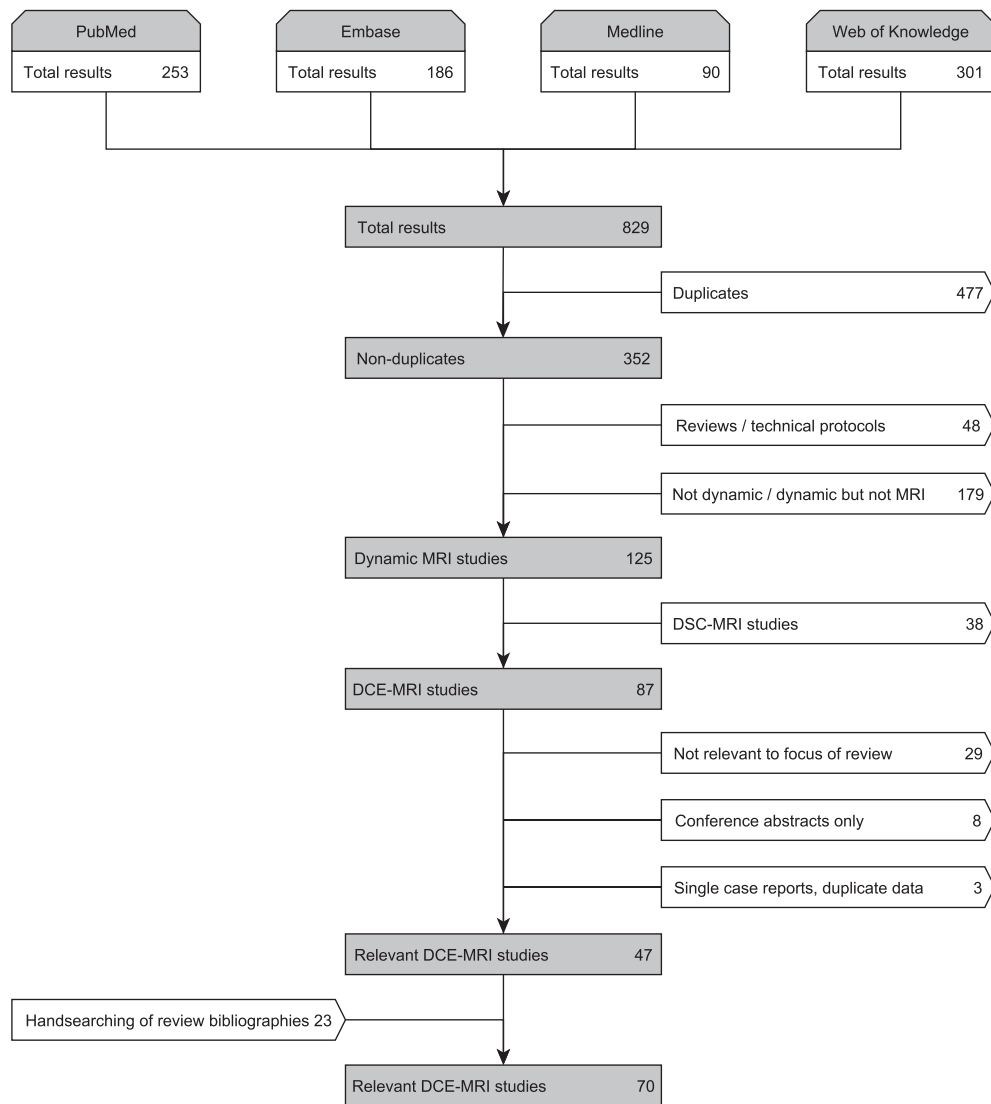 PubMed
Total results 253
Embase
Total results 186
Medline
Total results 90
Web of Knowledge
Total results 301
Total results 829
Duplicates 477
Non-duplicates 352
Reviews / technical protocols 48
Not dynamic / dynamic but not MRI 179
Dynamic MRI studies 125
DSC-MRI studies 38
DCE-MRI studies 87
Not relevant to focus of review 29
Conference abstracts only 8
Single case reports, duplicate data 3
Relevant DCE-MRI studies 47
Handsearching of review bibliographies 23
Relevant DCE-MRI studies 70